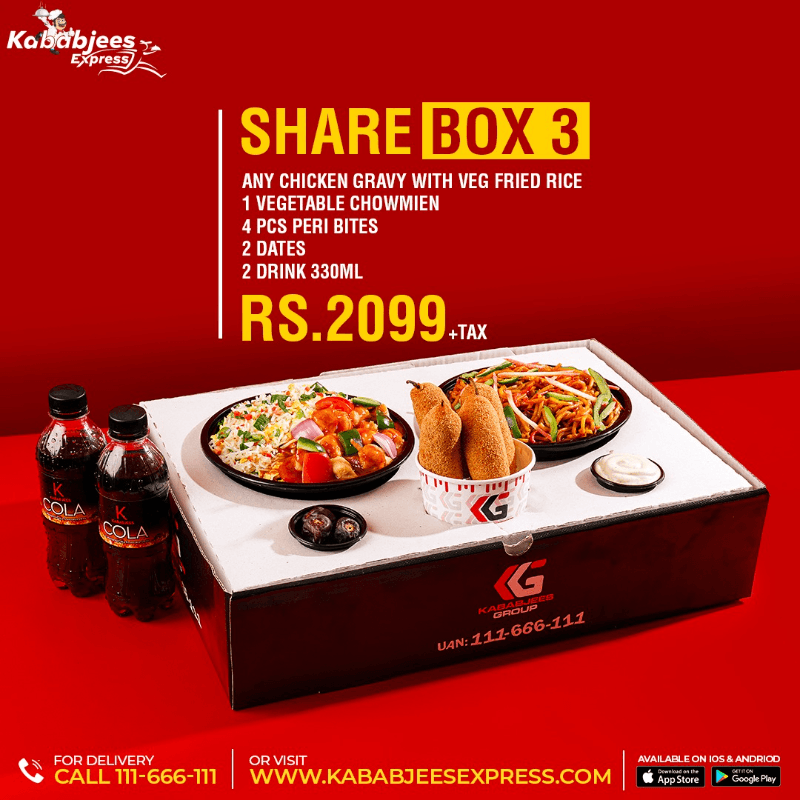 Kababjees
Express
SHARE BOX 3
ANY CHICKEN GRAVY WITH VEG FRIED RICE
1 VEGETABLE CHOWMIEN
4 PCS PERI BITES
2 DATES
2 DRINK 330ML
RS.2099+TAX
K
KABABJEES
COLA
K
KABABJEES
COLA
KG
KG
KABABJEES
GROUP
UAN: 111-666-111
FOR DELIVERY
CALL 111-666-111
OR VISIT
WWW.KABABJEESEXPRESS.COM
AVAILABLE ON IOS & ANDRIOD
Download on the
App Store
GET IT ON
Google Play